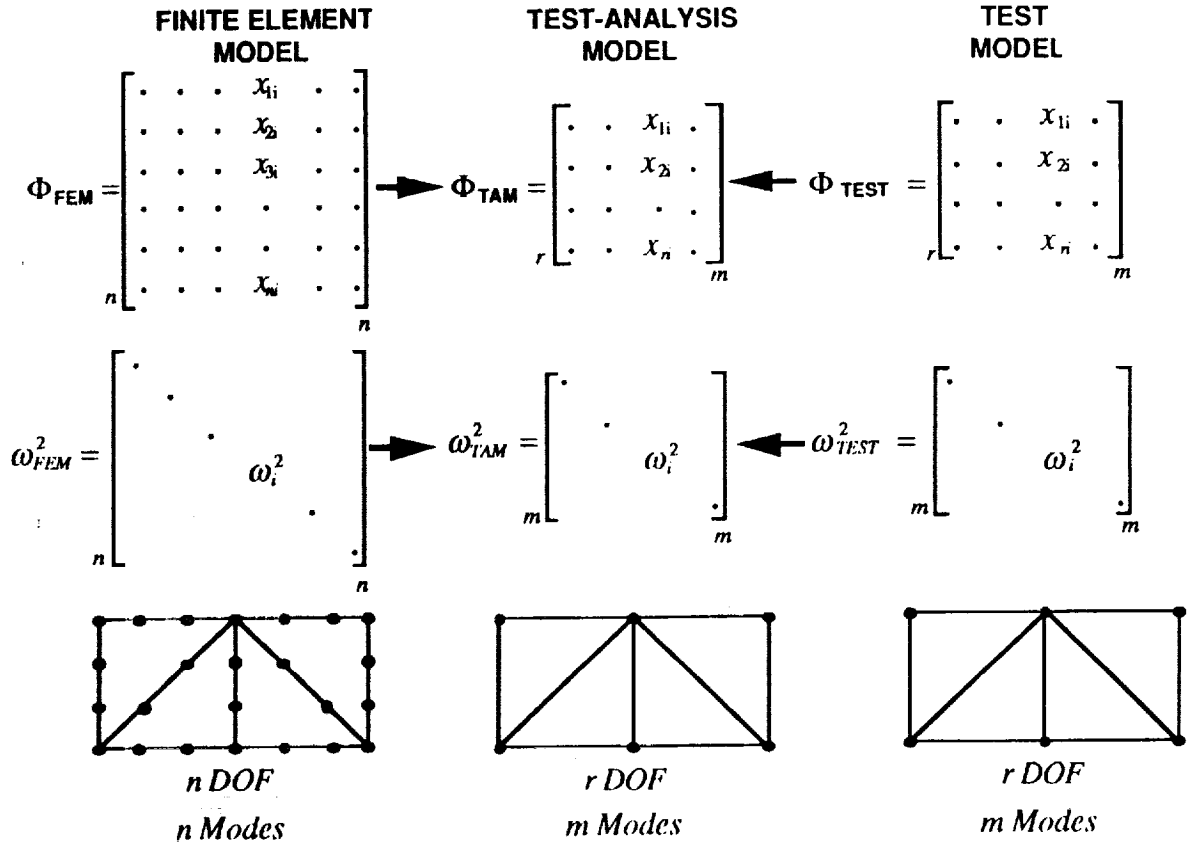 FINITE ELEMENT
MODEL
TEST-ANALYSIS
MODEL
TEST
MODEL
Φ_FEM = [ x_1i x_2i x_3i x_ni ] n n
Φ_TAM = [ x_1i x_2i x_ri ] r m
Φ_TEST = [ x_1i x_2i x_ri ] r m
ω²_FEM = [ ω_i² ] n n
ω²_TAM = [ ω_i² ] m m
ω²_TEST = [ ω_i² ] m m
n DOF
n Modes
r DOF
m Modes
r DOF
m Modes